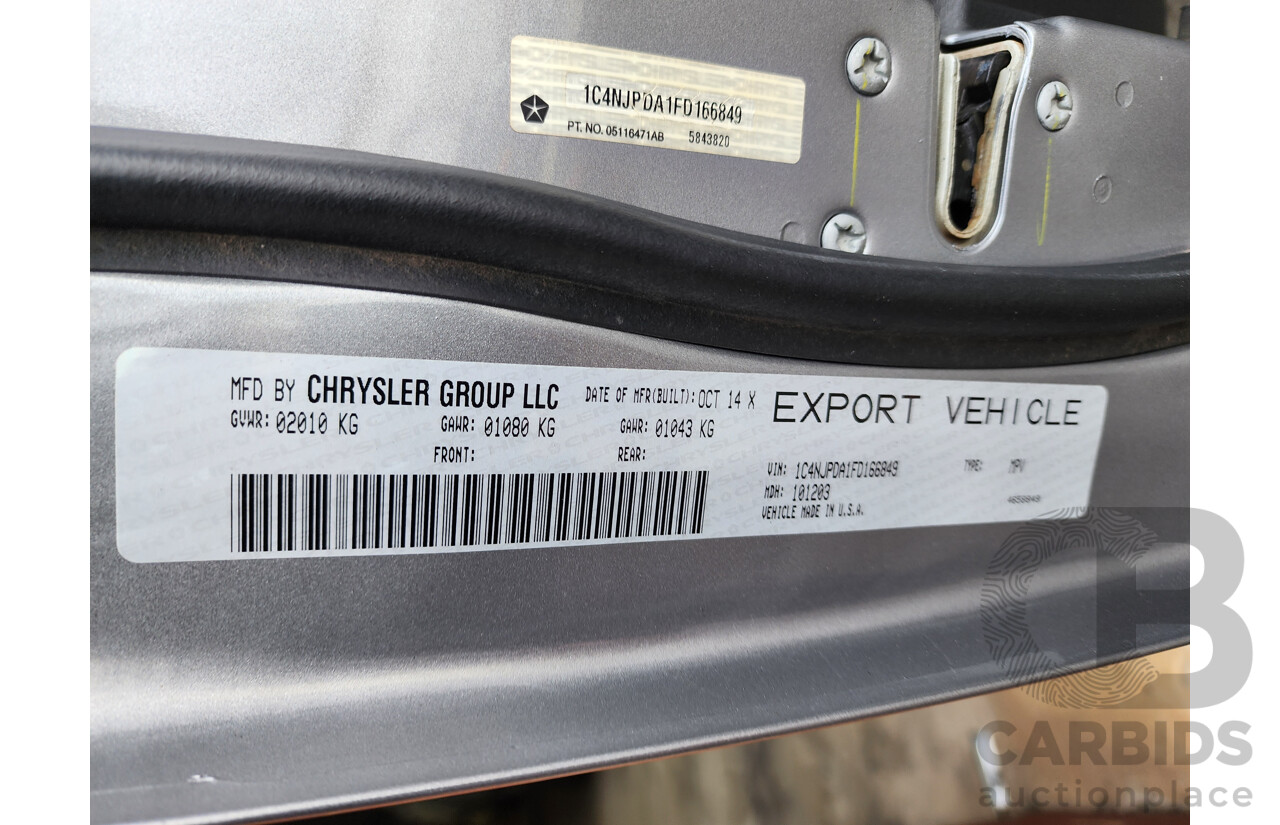 1C4NJPDA1FD166849
PT. NO. 05116471AB 5843820
MFD BY CHRYSLER GROUP LLC DATE OF MFR(BUILT): OCT 14 X EXPORT VEHICLE
GVWR: 02010 KG GAWR: 01080 KG GAWR: 01043 KG
FRONT: REAR:
VIN: 1C4NJPDA1FD166849 TYPE: MPV
MDH: 101203
VEHICLE MADE IN U.S.A.
CB
CARBIDS
auctionplace